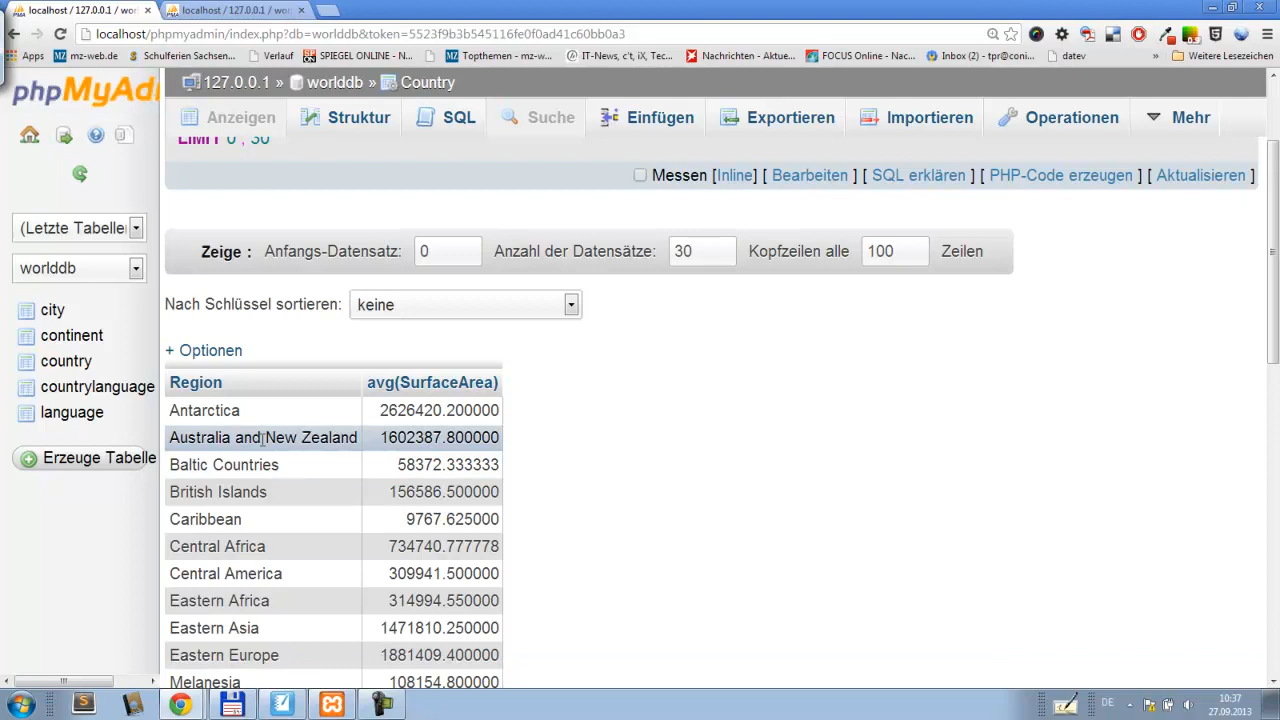 localhost / 127.0.0.1 / wor
localhost / 127.0.0.1 / wor
localhost/phpmyadmin/index.php?db=worlddb&token=5523f9b3b545116fe0f0ad41c60bb0a3
Apps mz-web.de Schulferien Sachsen... Verlauf SPIEGEL ONLINE - N... Topthemen - mz-w... IT-News, c't, iX, Tec... Nachrichten - Aktue... FOCUS Online - Na... Inbox (2) - tpr@coni... datev » Weitere Lesezeichen
phpMyAd
127.0.0.1 » worlddb » Country
Anzeigen Struktur SQL Suche Einfügen Exportieren Importieren Operationen Mehr
LIMIT 0 , 30
Messen [Inline] [ Bearbeiten ] [ SQL erklären ] [ PHP-Code erzeugen ] [ Aktualisieren ]
(Letzte Tabelle
worlddb
city
continent
country
countrylanguage
language
Erzeuge Tabelle
Zeige : Anfangs-Datensatz: 0 Anzahl der Datensätze: 30 Kopfzeilen alle 100 Zeilen
Nach Schlüssel sortieren: keine
+ Optionen
Region avg(SurfaceArea)
Antarctica 2626420.200000
Australia and New Zealand 1602387.800000
Baltic Countries 58372.333333
British Islands 156586.500000
Caribbean 9767.625000
Central Africa 734740.777778
Central America 309941.500000
Eastern Africa 314994.550000
Eastern Asia 1471810.250000
Eastern Europe 1881409.400000
Melanesia 108154.800000
DE
10:37
27.09.2013